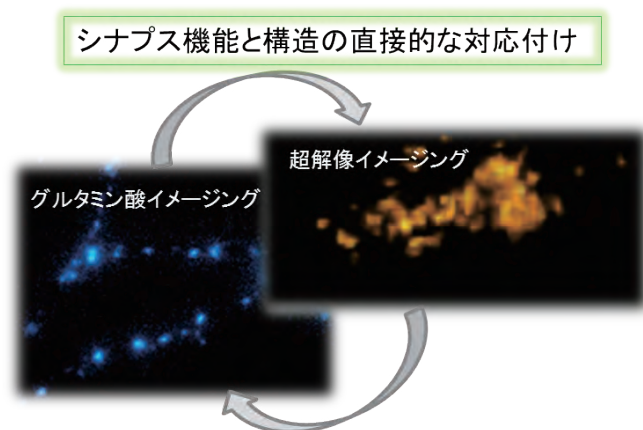 シナプス機能と構造の直接的な対応付け
超解像イメージング
グルタミン酸イメージング